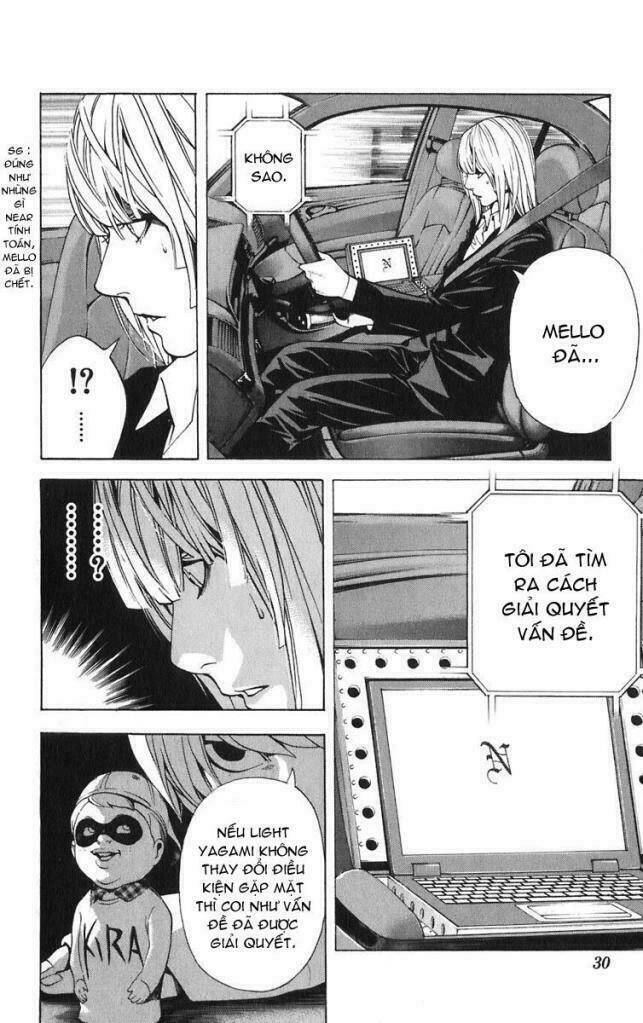 MELLO
ĐÃ...
KHÔNG
SAO.
!?
......
SG :
ĐÚNG
NHƯ
NHỮNG
GÌ
NEAR
TÍNH
TOÁN,
MELLO
ĐÃ BỊ
CHẾT.
TÔI ĐÃ TÌM
RA CÁCH
GIẢI QUYẾT
VẤN ĐỀ.
N
.........?
NẾU LIGHT
YAGAMI KHÔNG
THAY ĐỔI ĐIỀU
KIỆN GẶP MẶT
THÌ COI NHƯ VẤN
ĐỀ ĐÃ ĐƯỢC
GIẢI QUYẾT.
KIRA
30